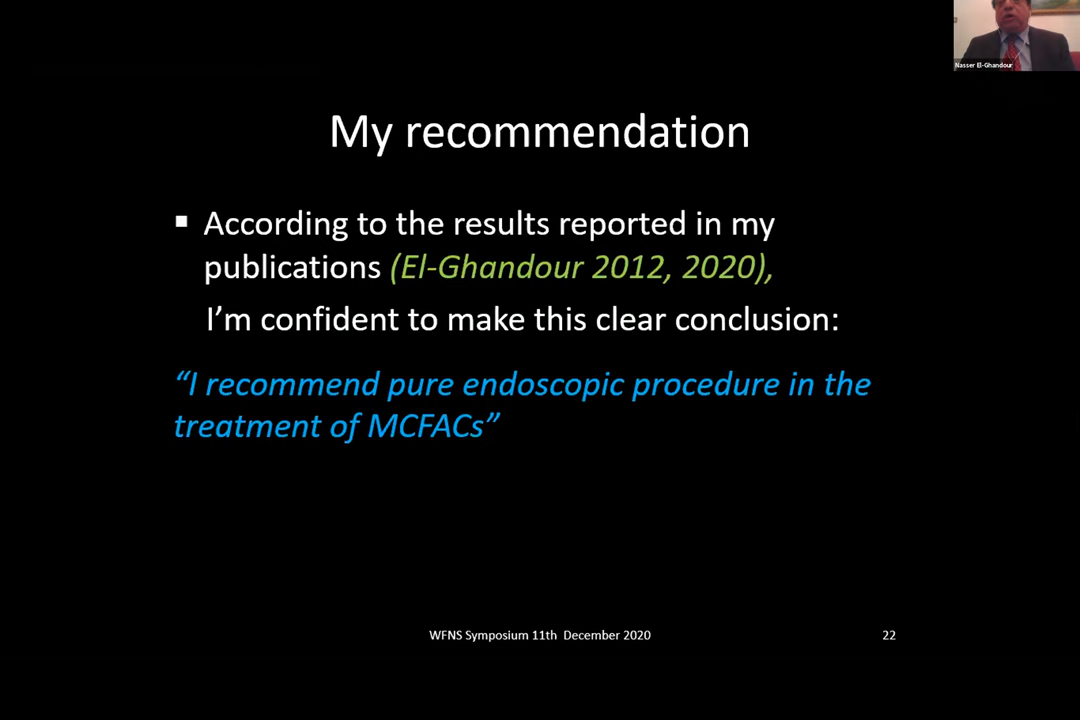 Nasser El-Ghandour
My recommendation
▪ According to the results reported in my
publications (El-Ghandour 2012, 2020),
I’m confident to make this clear conclusion:
“I recommend pure endoscopic procedure in the
treatment of MCFACs”
WFNS Symposium 11th December 2020
22